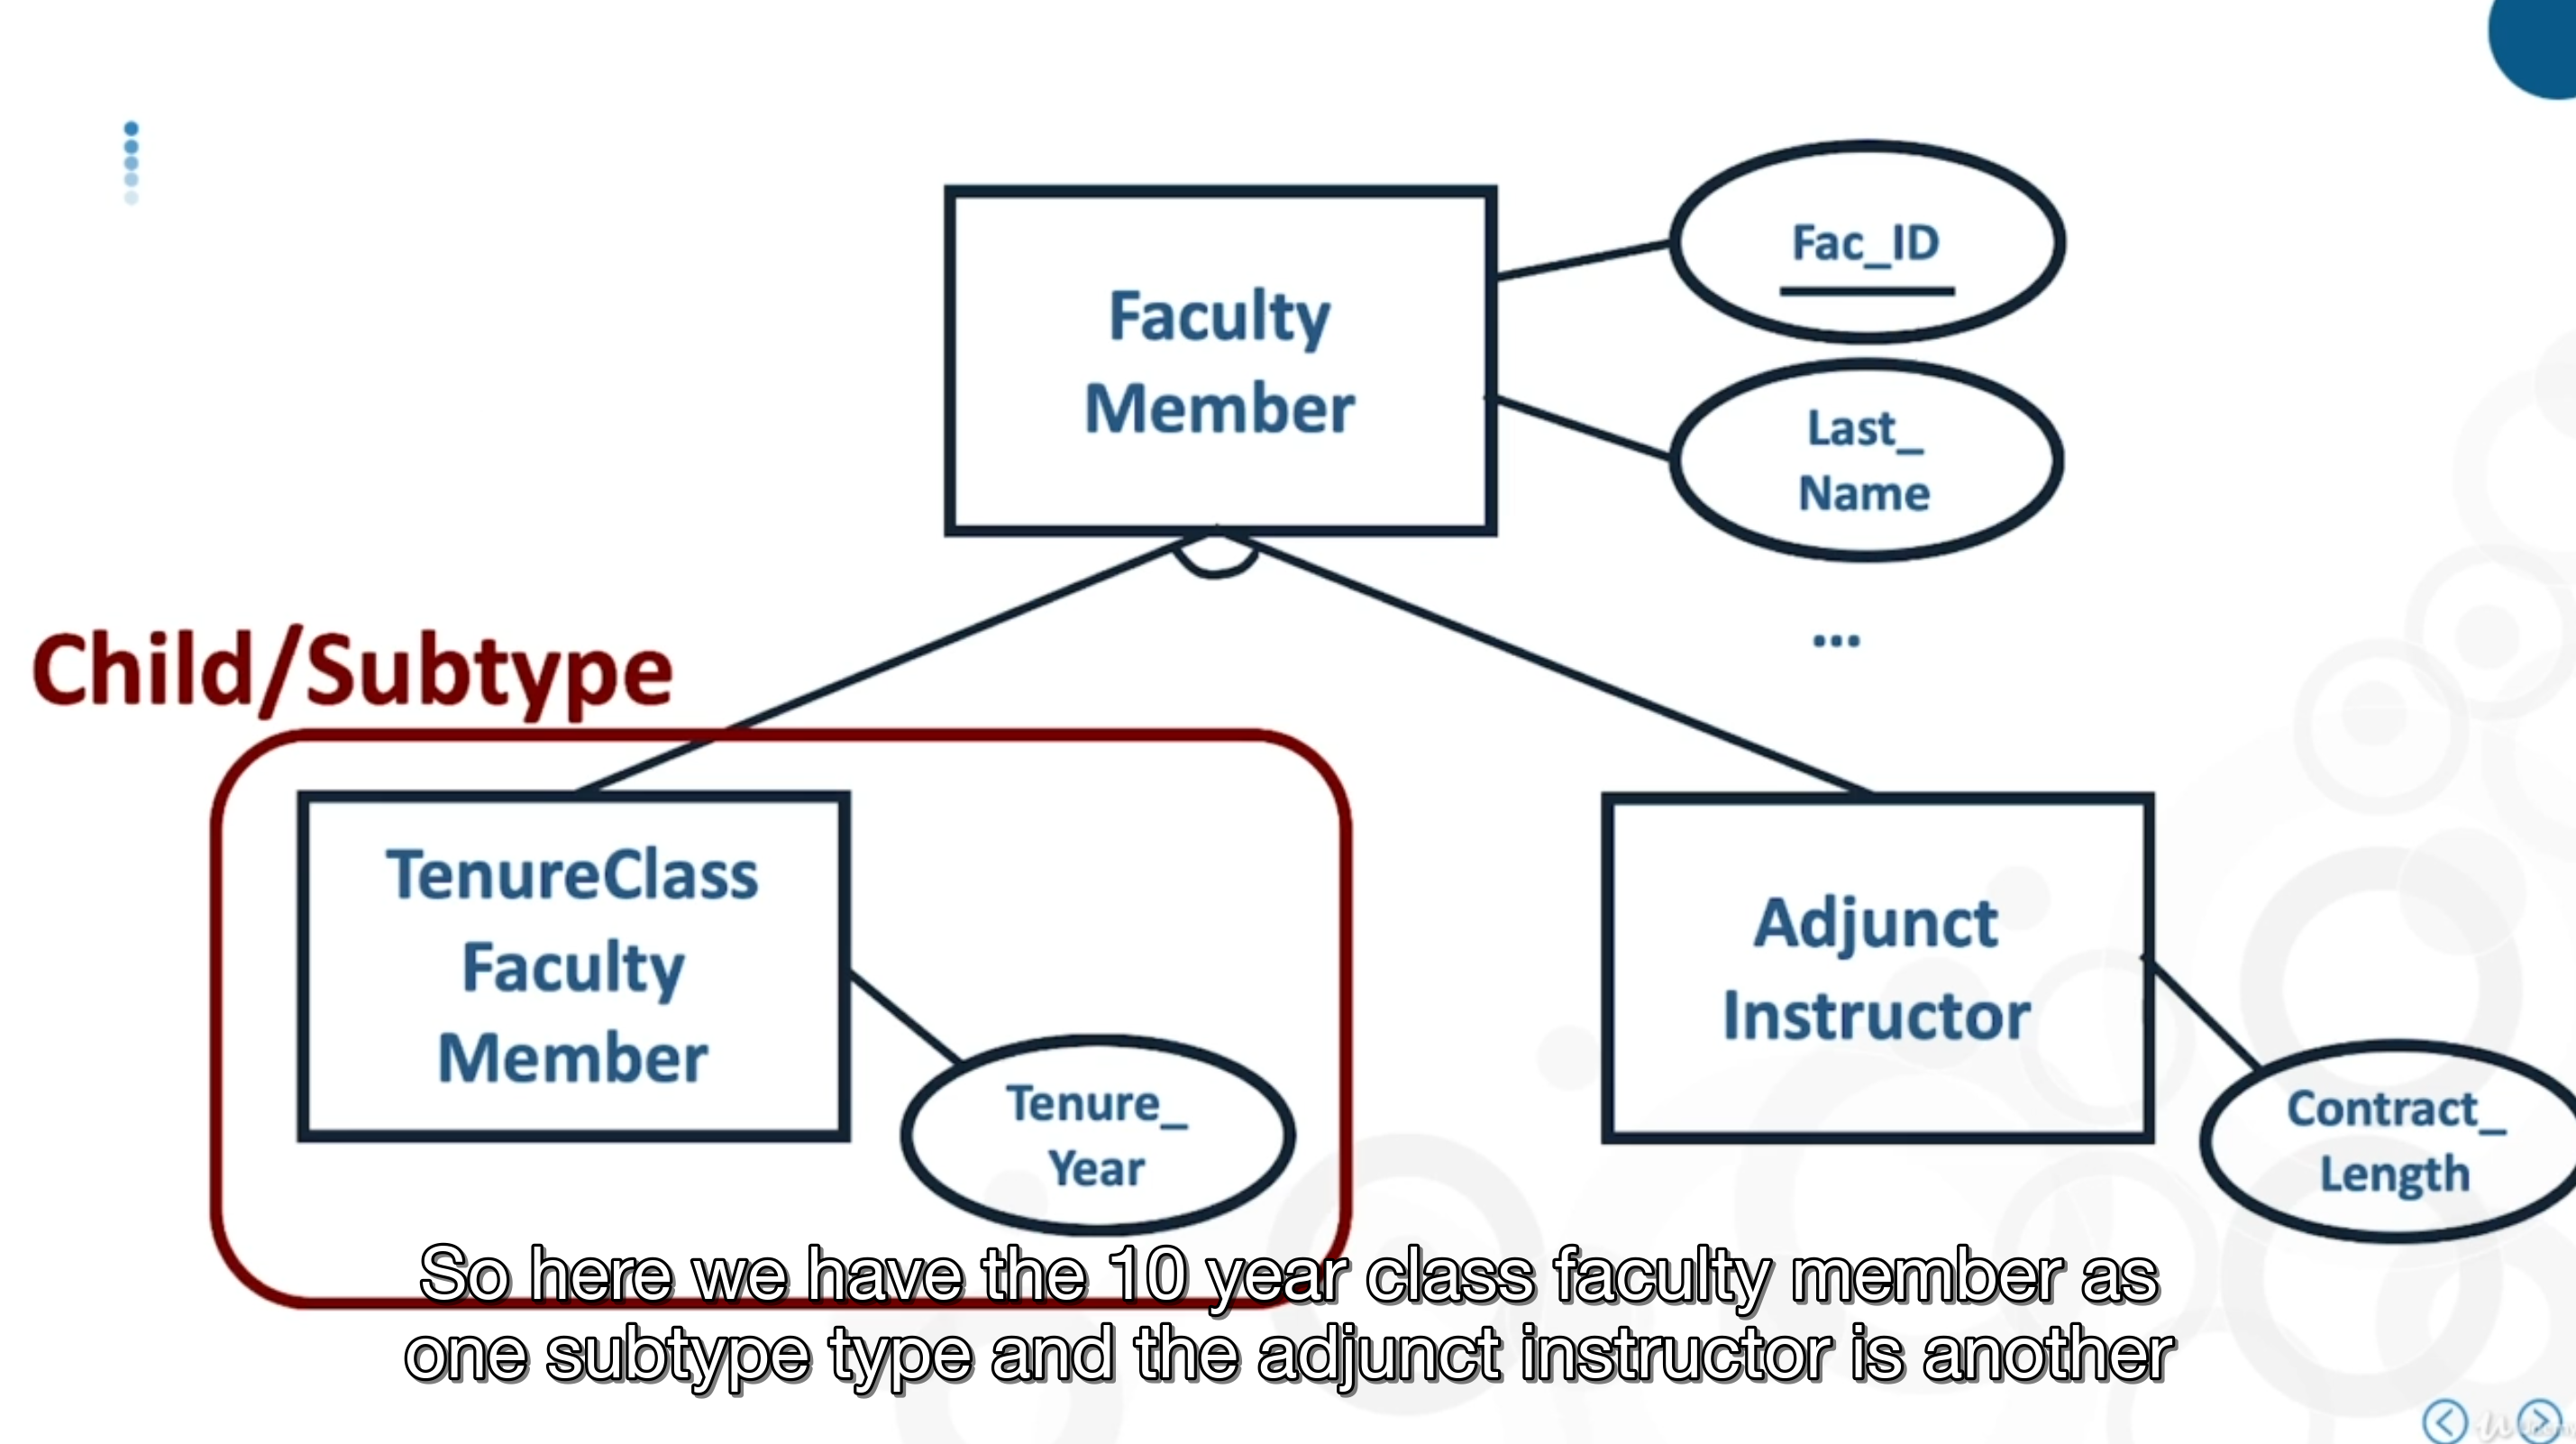 Faculty
Member
Fac_ID
Last_
Name
...
Child/Subtype
TenureClass
Faculty
Member
Tenure_
Year
Adjunct
Instructor
Contract_
Length
So here we have the 10 year class faculty member as
one subtype type and the adjunct instructor is another